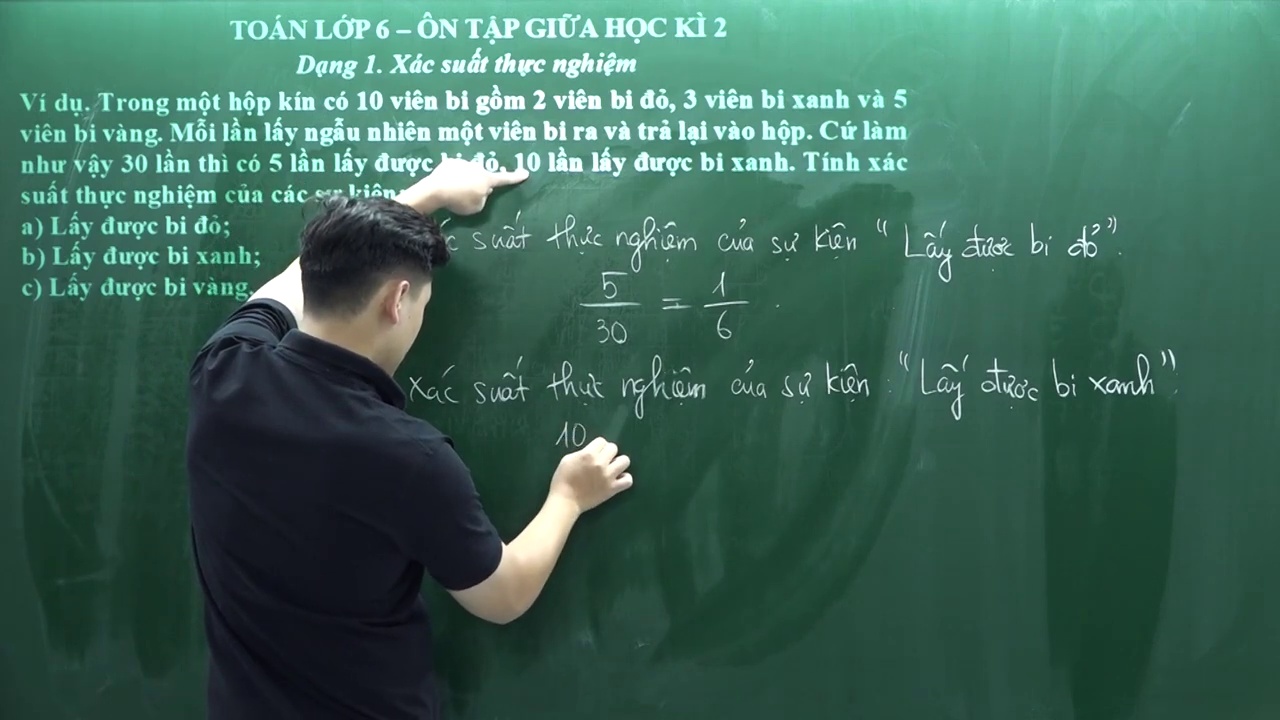 TOÁN LỚP 6 – ÔN TẬP GIỮA HỌC KÌ 2
Dạng 1. Xác suất thực nghiệm
Ví dụ. Trong một hộp kín có 10 viên bi gồm 2 viên bi đỏ, 3 viên bi xanh và 5
viên bi vàng. Mỗi lần lấy ngẫu nhiên một viên bi ra và trả lại vào hộp. Cứ làm
như vậy 30 lần thì có 5 lần lấy được bi đỏ, 10 lần lấy được bi xanh. Tính xác
suất thực nghiệm của các sự kiện
a) Lấy được bi đỏ;
b) Lấy được bi xanh;
c) Lấy được bi vàng.
suất thực nghiệm của sự kiện “Lấy được bi đỏ”.
5/30 = 1/6.
Xác suất thực nghiệm của sự kiện: “Lấy được bi xanh”:
10